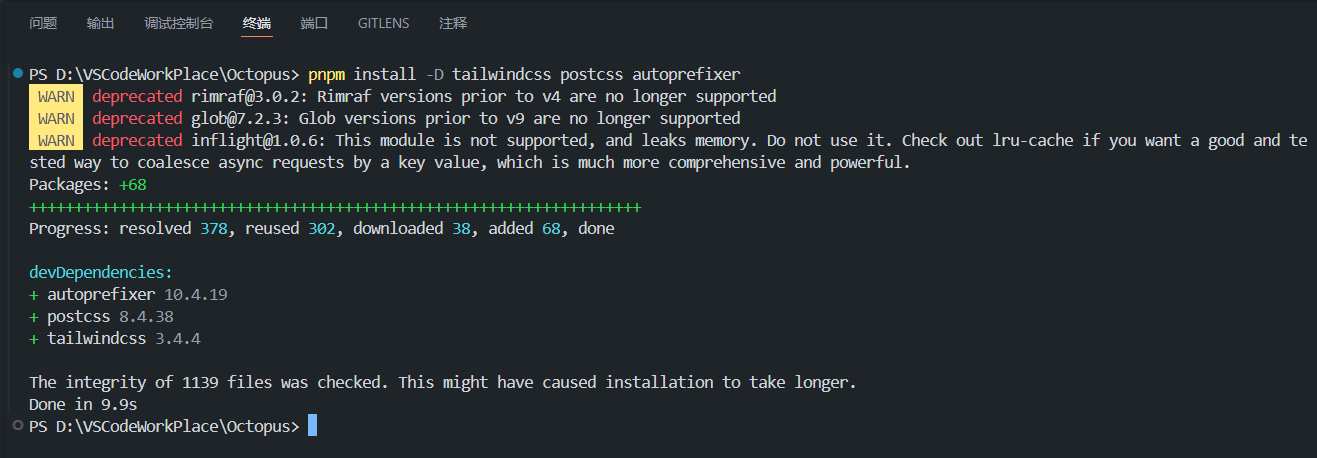 问题 输出 调试控制台 终端 端口 GITLENS 注释
PS D:\VSCodeWorkPlace\Octopus> pnpm install -D tailwindcss postcss autoprefixer
WARN deprecated rimraf@3.0.2: Rimraf versions prior to v4 are no longer supported
WARN deprecated glob@7.2.3: Glob versions prior to v9 are no longer supported
WARN deprecated inflight@1.0.6: This module is not supported, and leaks memory. Do not use it. Check out lru-cache if you want a good and te
sted way to coalesce async requests by a key value, which is much more comprehensive and powerful.
Packages: +68
++++++++++++++++++++++++++++++++++++++++++++++++++++++++++++++++++++
Progress: resolved 378, reused 302, downloaded 38, added 68, done
devDependencies:
+ autoprefixer 10.4.19
+ postcss 8.4.38
+ tailwindcss 3.4.4
The integrity of 1139 files was checked. This might have caused installation to take longer.
Done in 9.9s
PS D:\VSCodeWorkPlace\Octopus>